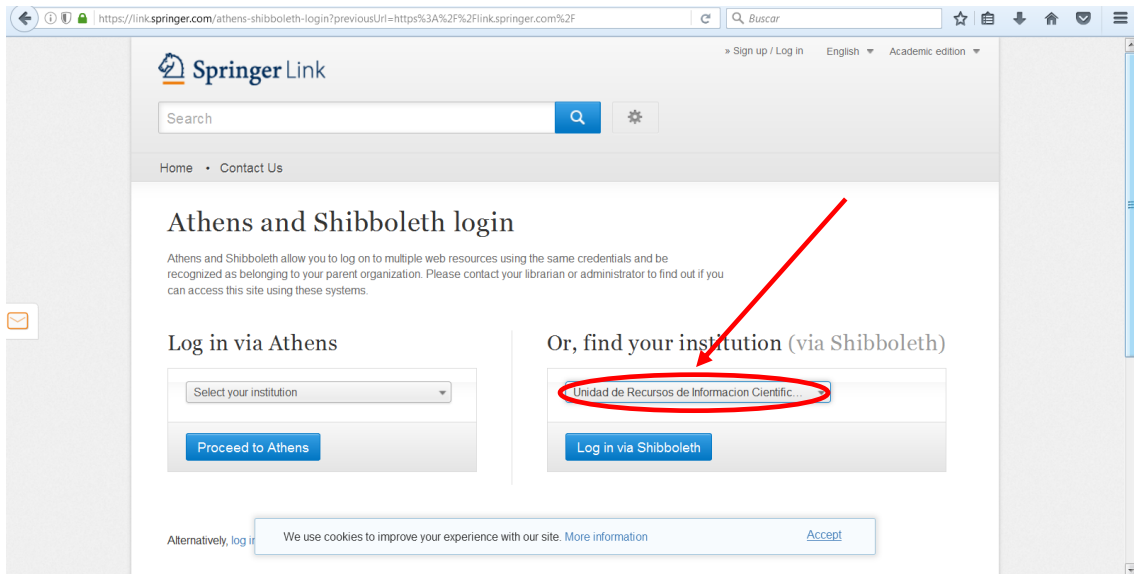 https://link.springer.com/athens-shibboleth-login?previousUrl=https%3A%2F%2Flink.springer.com%2F
Buscar
» Sign up / Log in English Academic edition
Springer Link
Search
Home • Contact Us
Athens and Shibboleth login
Athens and Shibboleth allow you to log on to multiple web resources using the same credentials and be
recognized as belonging to your parent organization. Please contact your librarian or administrator to find out if you
can access this site using these systems.
Log in via Athens
Select your institution
Proceed to Athens
Or, find your institution (via Shibboleth)
Unidad de Recursos de Informacion Cientific...
Log in via Shibboleth
Alternatively, log
We use cookies to improve your experience with our site. More information
Accept